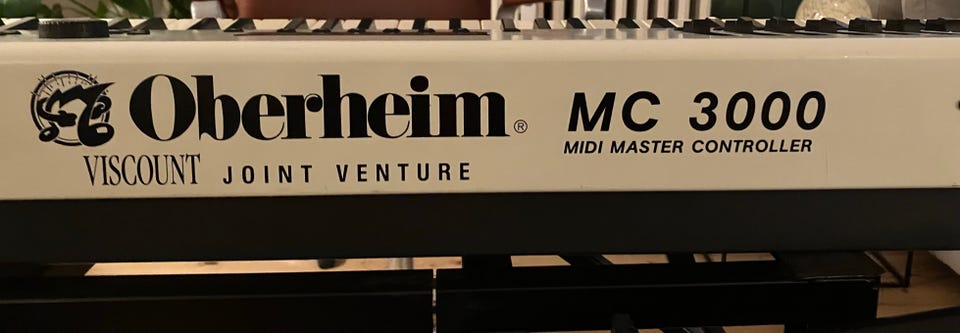 Oberheim® MC 3000
VISCOUNT JOINT VENTURE MIDI MASTER CONTROLLER